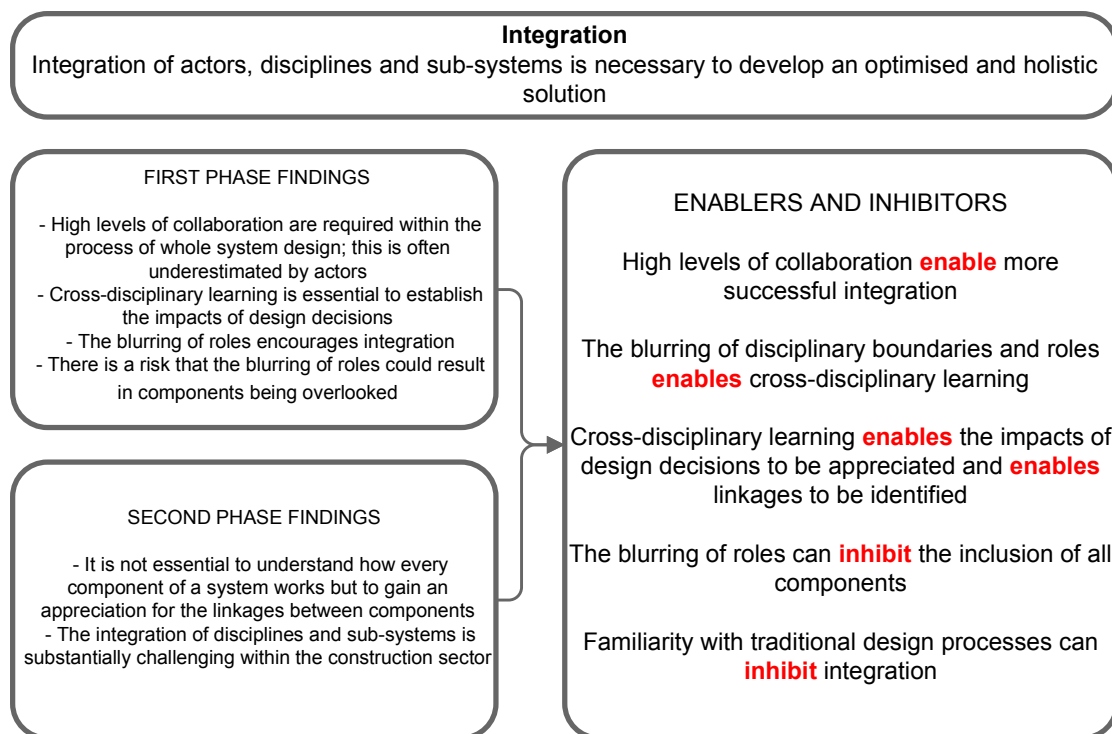 Integration
Integration of actors, disciplines and sub-systems is necessary to develop an optimised and holistic
solution
FIRST PHASE FINDINGS
- High levels of collaboration are required within the
process of whole system design; this is often
underestimated by actors
- Cross-disciplinary learning is essential to establish
the impacts of design decisions
- The blurring of roles encourages integration
- There is a risk that the blurring of roles could result
in components being overlooked
SECOND PHASE FINDINGS
- It is not essential to understand how every
component of a system works but to gain an
appreciation for the linkages between components
- The integration of disciplines and sub-systems is
substantially challenging within the construction sector
ENABLERS AND INHIBITORS
High levels of collaboration enable more
successful integration
The blurring of disciplinary boundaries and roles
enables cross-disciplinary learning
Cross-disciplinary learning enables the impacts of
design decisions to be appreciated and enables
linkages to be identified
The blurring of roles can inhibit the inclusion of all
components
Familiarity with traditional design processes can
inhibit integration